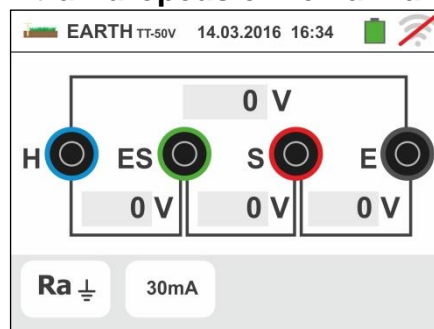 EARTH TT-50V 14.03.2016 16:34
0 V
H ES S E
0 V 0 V 0 V
Ra 30mA